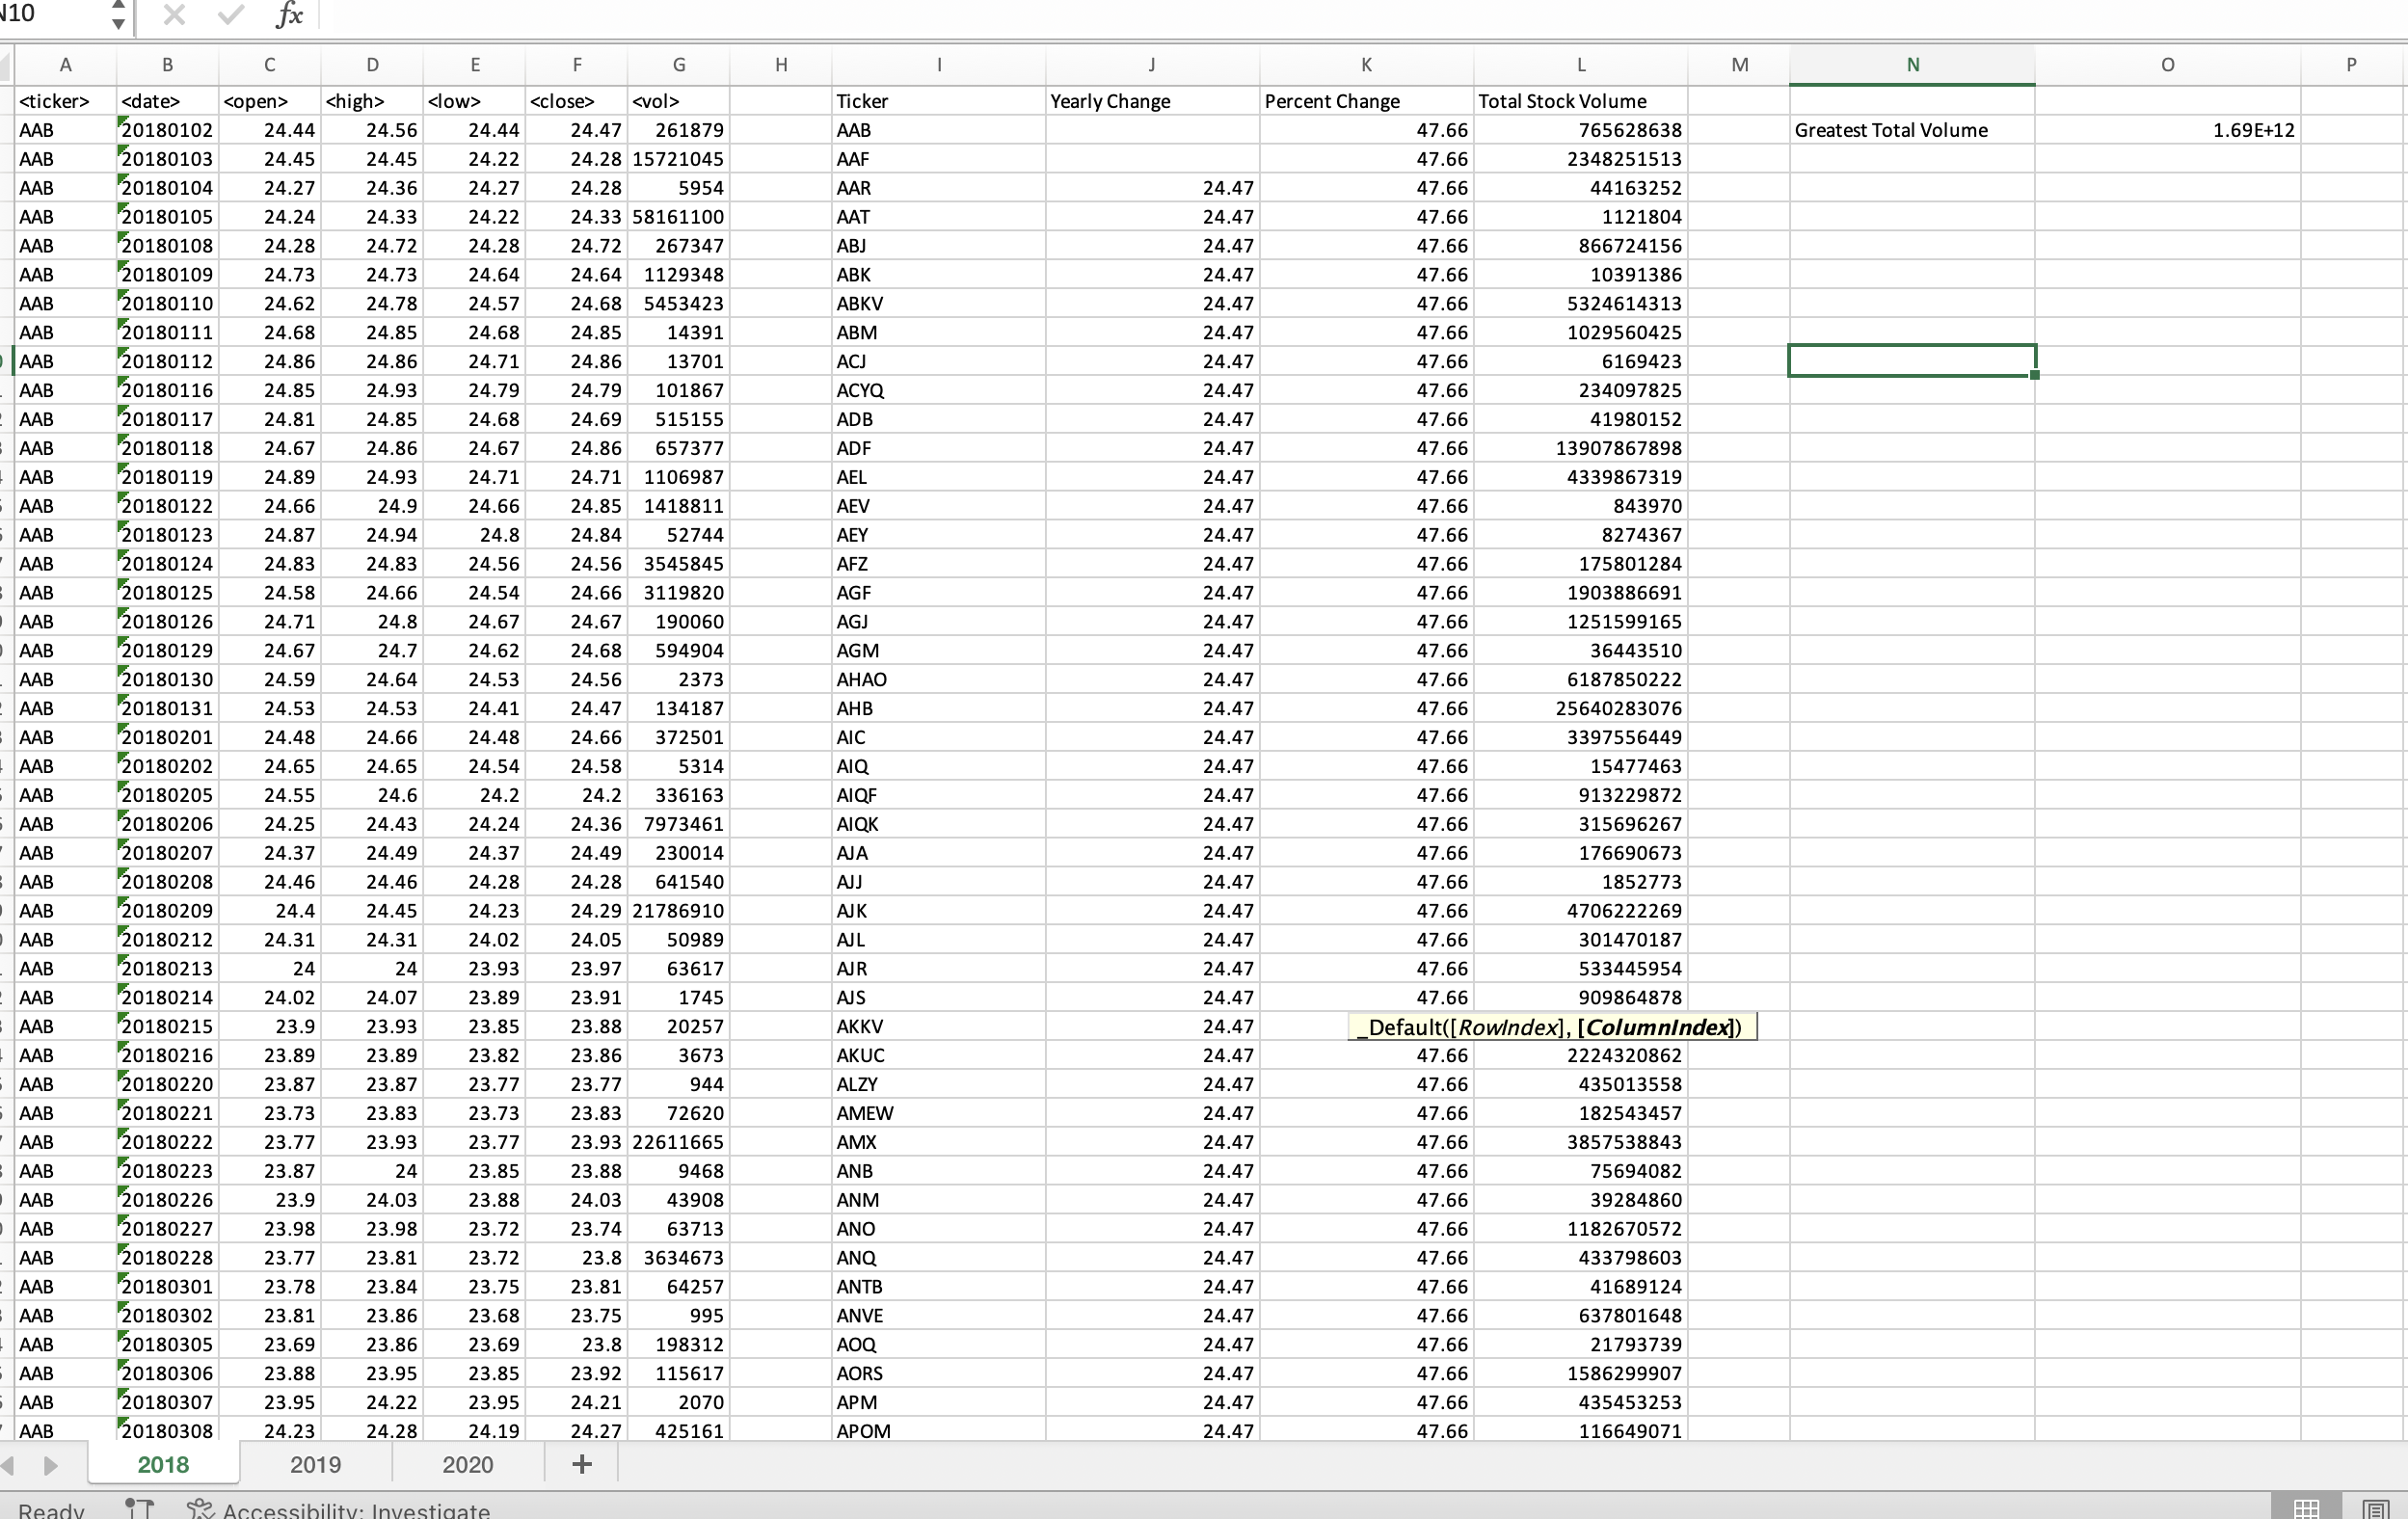 N10 fx
A B C D E F G H I J K L M N O P
<ticker> <date> <open> <high> <low> <close> <vol> Ticker Yearly Change Percent Change Total Stock Volume
AAB 20180102 24.44 24.56 24.44 24.47 261879 AAB 47.66 765628638 Greatest Total Volume 1.69E+12
AAB 20180103 24.45 24.45 24.22 24.28 15721045 AAF 47.66 2348251513
AAB 20180104 24.27 24.36 24.27 24.28 5954 AAR 24.47 47.66 44163252
AAB 20180105 24.24 24.33 24.22 24.33 58161100 AAT 24.47 47.66 1121804
AAB 20180108 24.28 24.72 24.28 24.72 267347 ABJ 24.47 47.66 866724156
AAB 20180109 24.73 24.73 24.64 24.64 1129348 ABK 24.47 47.66 10391386
AAB 20180110 24.62 24.78 24.57 24.68 5453423 ABKV 24.47 47.66 5324614313
AAB 20180111 24.68 24.85 24.68 24.85 14391 ABM 24.47 47.66 1029560425
AAB 20180112 24.86 24.86 24.71 24.86 13701 ACJ 24.47 47.66 6169423
AAB 20180116 24.85 24.93 24.79 24.79 101867 ACYQ 24.47 47.66 234097825
AAB 20180117 24.81 24.85 24.68 24.69 515155 ADB 24.47 47.66 41980152
AAB 20180118 24.67 24.86 24.67 24.86 657377 ADF 24.47 47.66 13907867898
AAB 20180119 24.89 24.93 24.71 24.71 1106987 AEL 24.47 47.66 4339867319
AAB 20180122 24.66 24.9 24.66 24.85 1418811 AEV 24.47 47.66 843970
AAB 20180123 24.87 24.94 24.8 24.84 52744 AEY 24.47 47.66 8274367
AAB 20180124 24.83 24.83 24.56 24.56 3545845 AFZ 24.47 47.66 175801284
AAB 20180125 24.58 24.66 24.54 24.66 3119820 AGF 24.47 47.66 1903886691
AAB 20180126 24.71 24.8 24.67 24.67 190060 AGJ 24.47 47.66 1251599165
AAB 20180129 24.67 24.7 24.62 24.68 594904 AGM 24.47 47.66 36443510
AAB 20180130 24.59 24.64 24.53 24.56 2373 AHAO 24.47 47.66 6187850222
AAB 20180131 24.53 24.53 24.41 24.47 134187 AHB 24.47 47.66 25640283076
AAB 20180201 24.48 24.66 24.48 24.66 372501 AIC 24.47 47.66 3397556449
AAB 20180202 24.65 24.65 24.54 24.58 5314 AIQ 24.47 47.66 15477463
AAB 20180205 24.55 24.6 24.2 24.2 336163 AIQF 24.47 47.66 913229872
AAB 20180206 24.25 24.43 24.24 24.36 7973461 AIQK 24.47 47.66 315696267
AAB 20180207 24.37 24.49 24.37 24.49 230014 AJA 24.47 47.66 176690673
AAB 20180208 24.46 24.46 24.28 24.28 641540 AJJ 24.47 47.66 1852773
AAB 20180209 24.4 24.45 24.23 24.29 21786910 AJK 24.47 47.66 4706222269
AAB 20180212 24.31 24.31 24.02 24.05 50989 AJL 24.47 47.66 301470187
AAB 20180213 24 24 23.93 23.97 63617 AJR 24.47 47.66 533445954
AAB 20180214 24.02 24.07 23.89 23.91 1745 AJS 24.47 47.66 909864878
AAB 20180215 23.9 23.93 23.85 23.88 20257 AKKV 24.47 _Default([RowIndex], [ColumnIndex])
AAB 20180216 23.89 23.89 23.82 23.86 3673 AKUC 24.47 47.66 2224320862
AAB 20180220 23.87 23.87 23.77 23.77 944 ALZY 24.47 47.66 435013558
AAB 20180221 23.73 23.83 23.73 23.83 72620 AMEW 24.47 47.66 182543457
AAB 20180222 23.77 23.93 23.77 23.93 22611665 AMX 24.47 47.66 3857538843
AAB 20180223 23.87 24 23.85 23.88 9468 ANB 24.47 47.66 75694082
AAB 20180226 23.9 24.03 23.88 24.03 43908 ANM 24.47 47.66 39284860
AAB 20180227 23.98 23.98 23.72 23.74 63713 ANO 24.47 47.66 1182670572
AAB 20180228 23.77 23.81 23.72 23.8 3634673 ANQ 24.47 47.66 433798603
AAB 20180301 23.78 23.84 23.75 23.81 64257 ANTB 24.47 47.66 41689124
AAB 20180302 23.81 23.86 23.68 23.75 995 ANVE 24.47 47.66 637801648
AAB 20180305 23.69 23.86 23.69 23.8 198312 AOQ 24.47 47.66 21793739
AAB 20180306 23.88 23.95 23.85 23.92 115617 AORS 24.47 47.66 1586299907
AAB 20180307 23.95 24.22 23.95 24.21 2070 APM 24.47 47.66 435453253
AAB 20180308 24.23 24.28 24.19 24.27 425161 APOM 24.47 47.66 116649071
2018 2019 2020 +
Ready Accessibility: Investigate